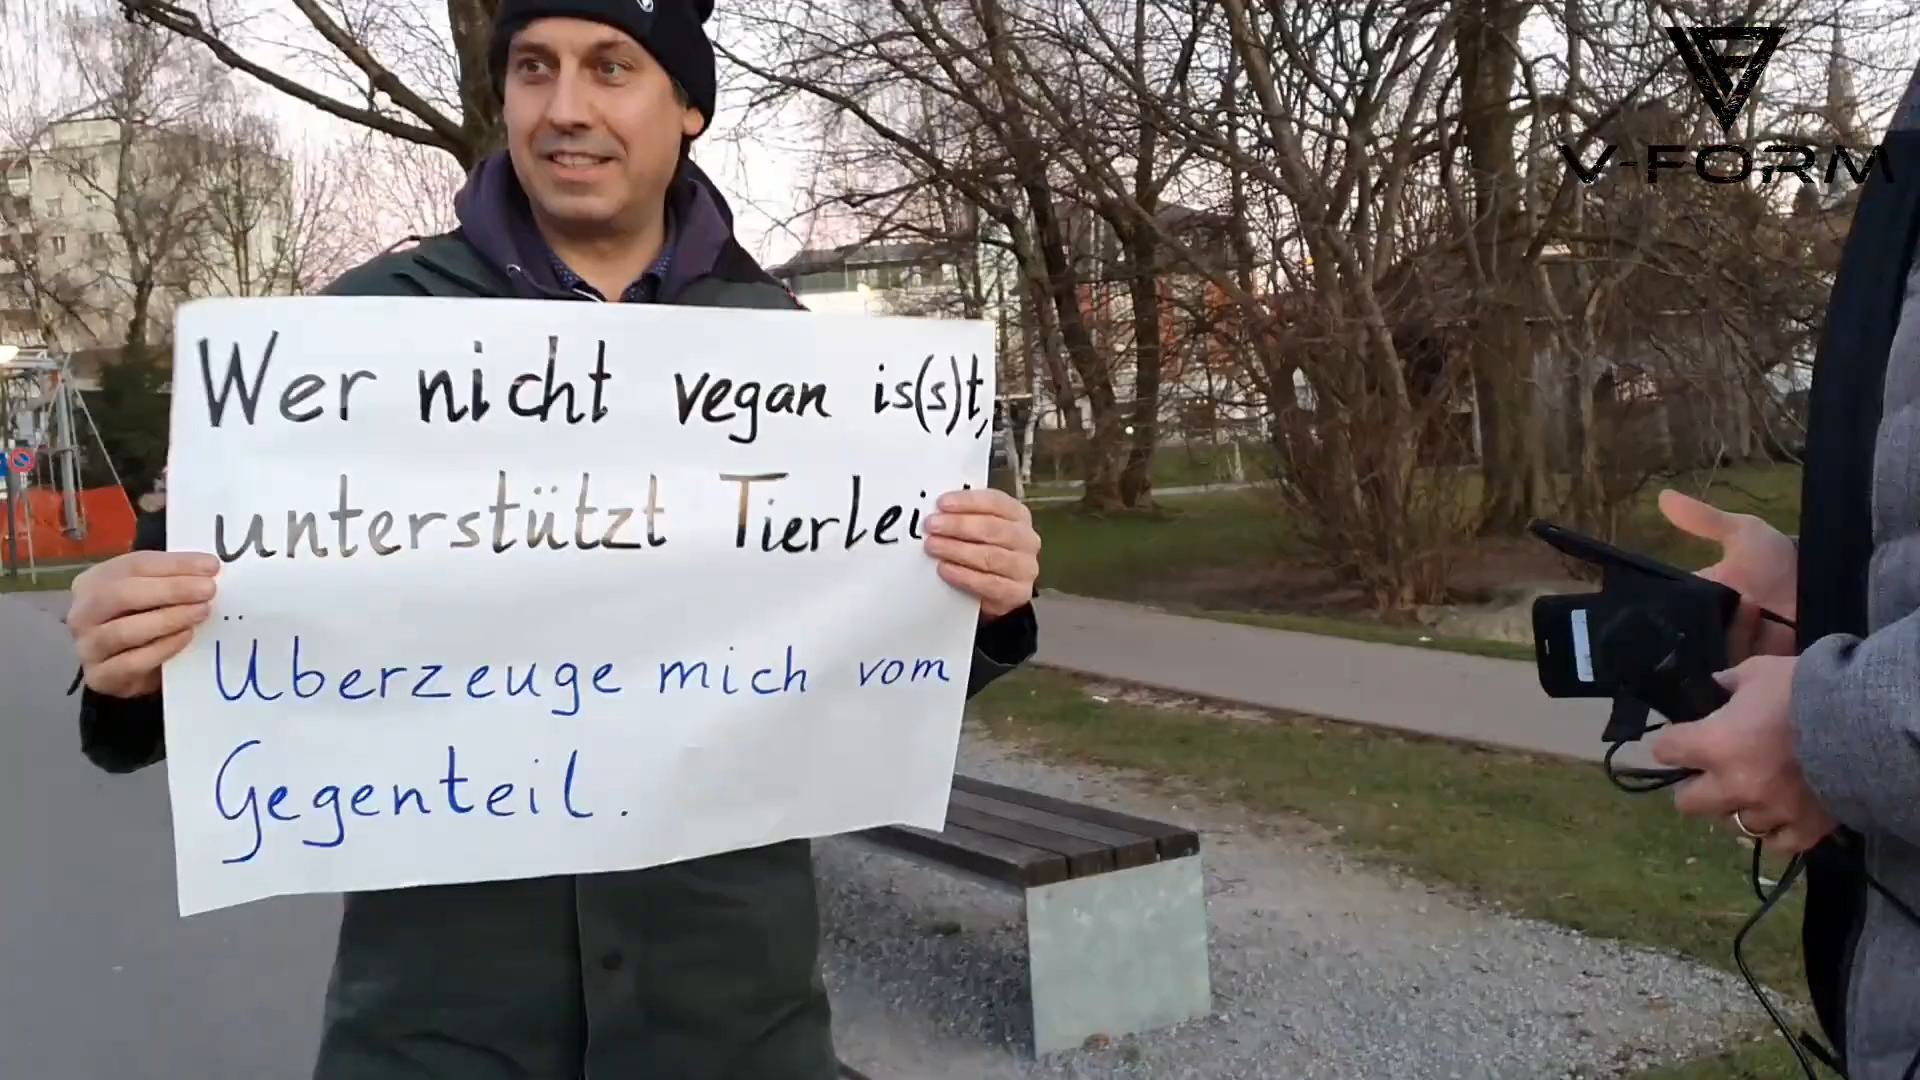 Wer nicht vegan is(s)t,
unterstützt Tierlei
Überzeuge mich vom
Gegenteil.
V-FORM